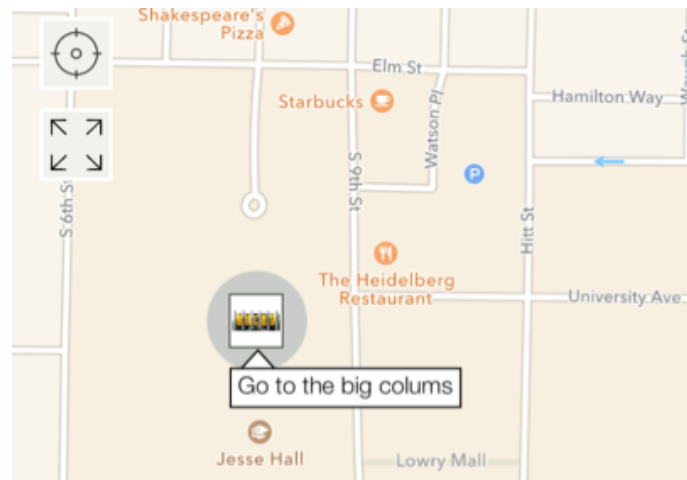 Shakespeare's
Pizza
Elm St
Starbucks
Watson Pl
Hamilton Way
P
S 6th St
S 9th St
Hitt St
The Heidelberg
Restaurant
University Ave
Go to the big colums
Jesse Hall
Lowry Mall